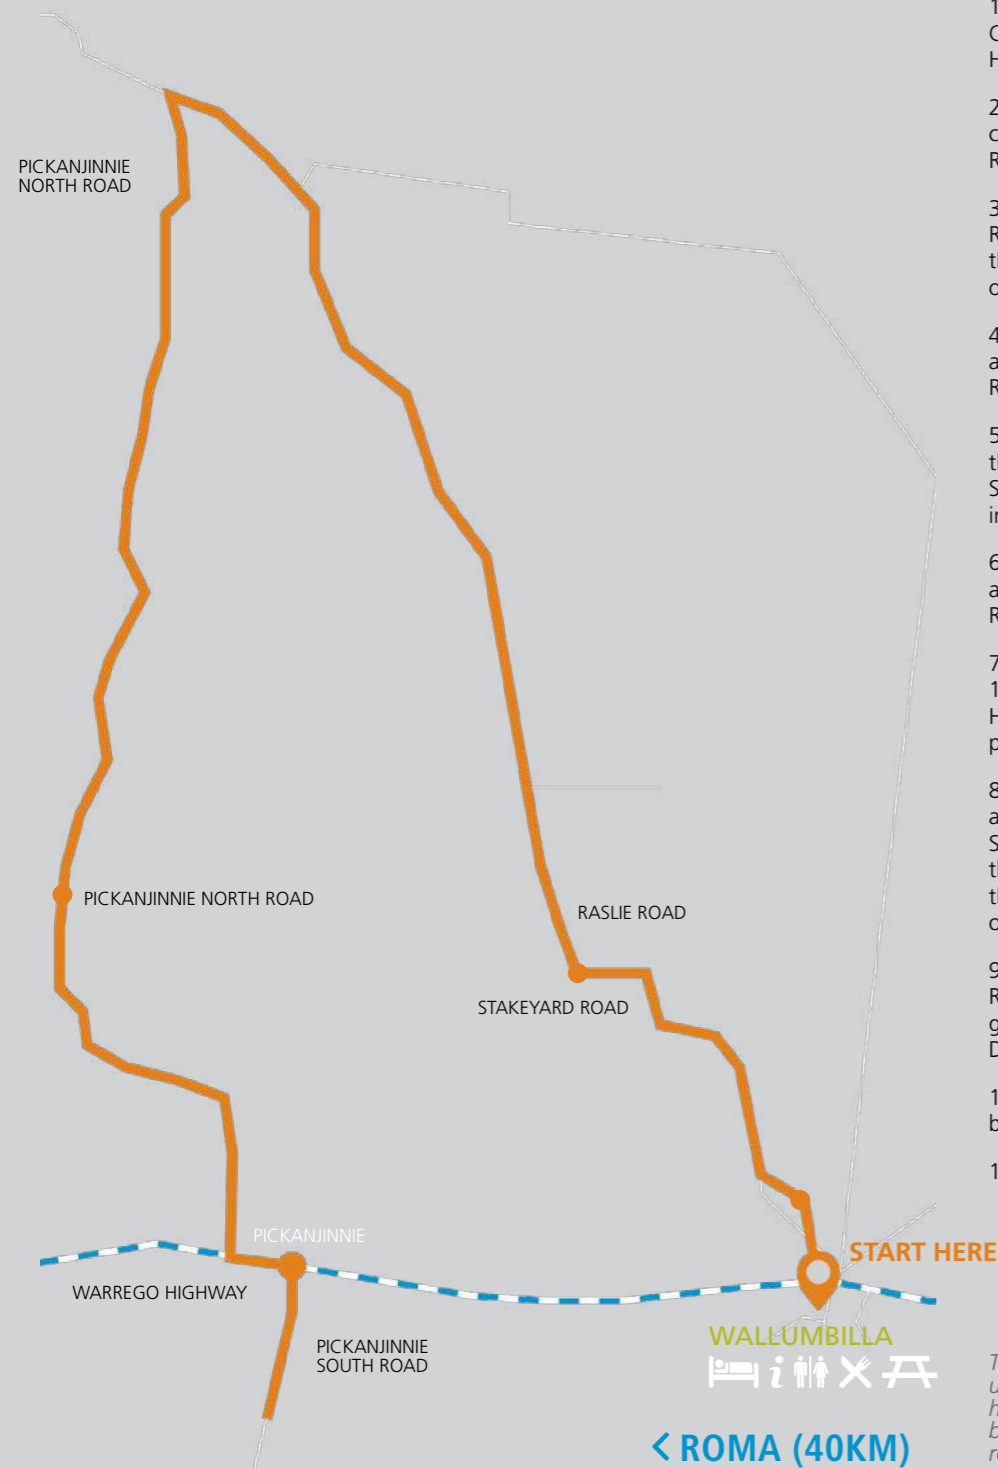 PICKANJINNIE
NORTH ROAD
PICKANJINNIE NORTH ROAD
RASLIE ROAD
STAKEYARD ROAD
PICKANJINNIE
START HERE
WARREGO HIGHWAY
WALLUMBILLA
PICKANJINNIE
SOUTH ROAD
i
< ROMA (40KM)